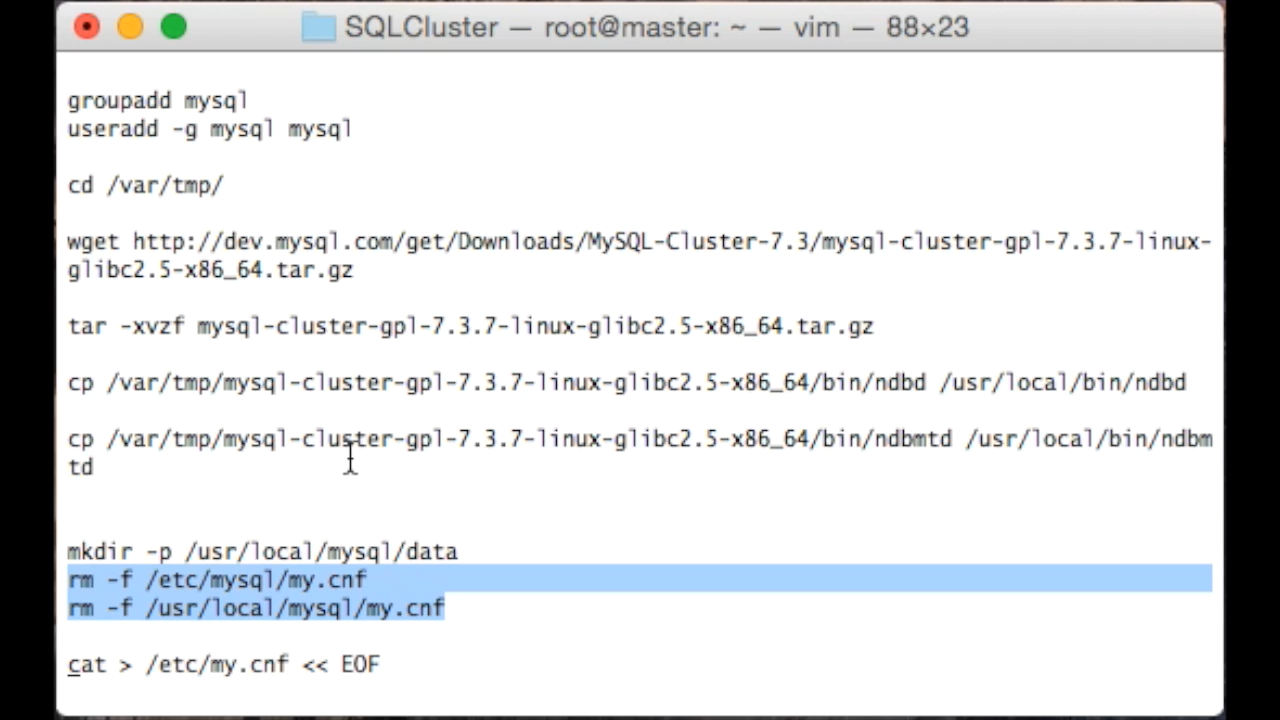 SQLCluster — root@master: ~ — vim — 88×23
groupadd mysql
useradd -g mysql mysql
cd /var/tmp/
wget http://dev.mysql.com/get/Downloads/MySQL-Cluster-7.3/mysql-cluster-gpl-7.3.7-linux-
glibc2.5-x86_64.tar.gz
tar -xvzf mysql-cluster-gpl-7.3.7-linux-glibc2.5-x86_64.tar.gz
cp /var/tmp/mysql-cluster-gpl-7.3.7-linux-glibc2.5-x86_64/bin/ndbd /usr/local/bin/ndbd
cp /var/tmp/mysql-cluster-gpl-7.3.7-linux-glibc2.5-x86_64/bin/ndbmtd /usr/local/bin/ndbm
td
mkdir -p /usr/local/mysql/data
rm -f /etc/mysql/my.cnf
rm -f /usr/local/mysql/my.cnf
cat > /etc/my.cnf << EOF